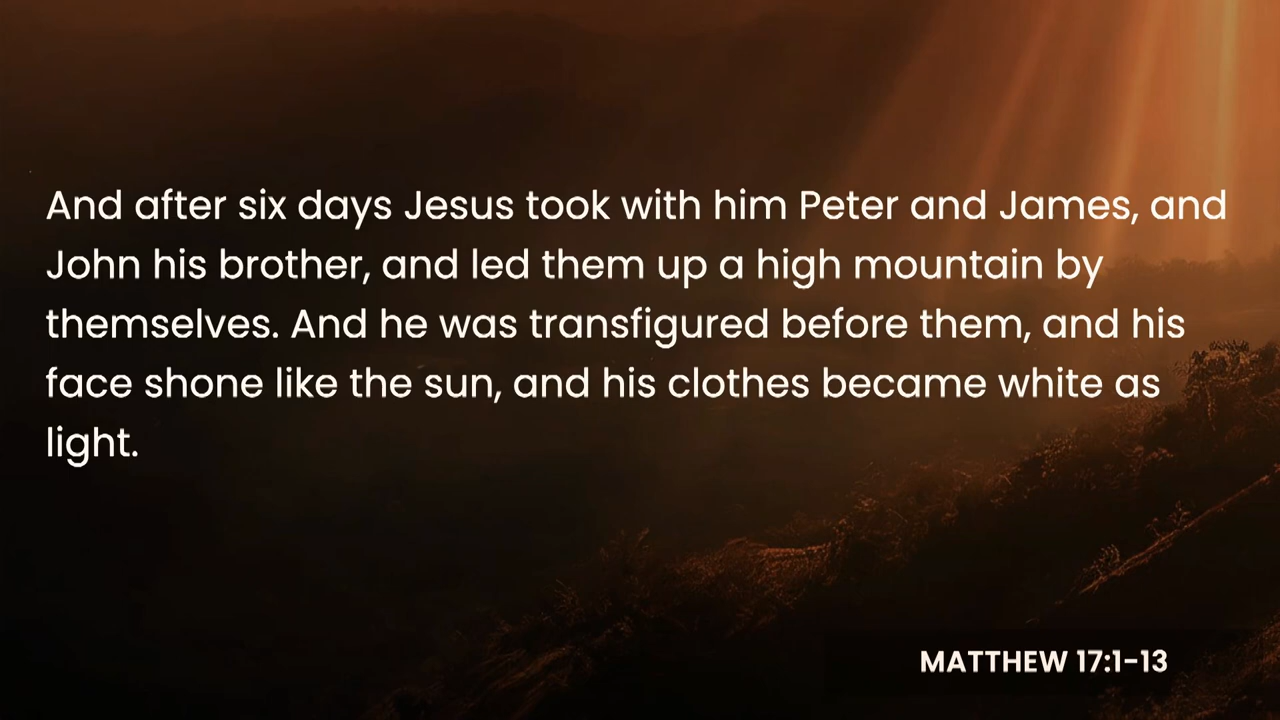 And after six days Jesus took with him Peter and James, and
John his brother, and led them up a high mountain by
themselves. And he was transfigured before them, and his
face shone like the sun, and his clothes became white as
light.
MATTHEW 17:1-13